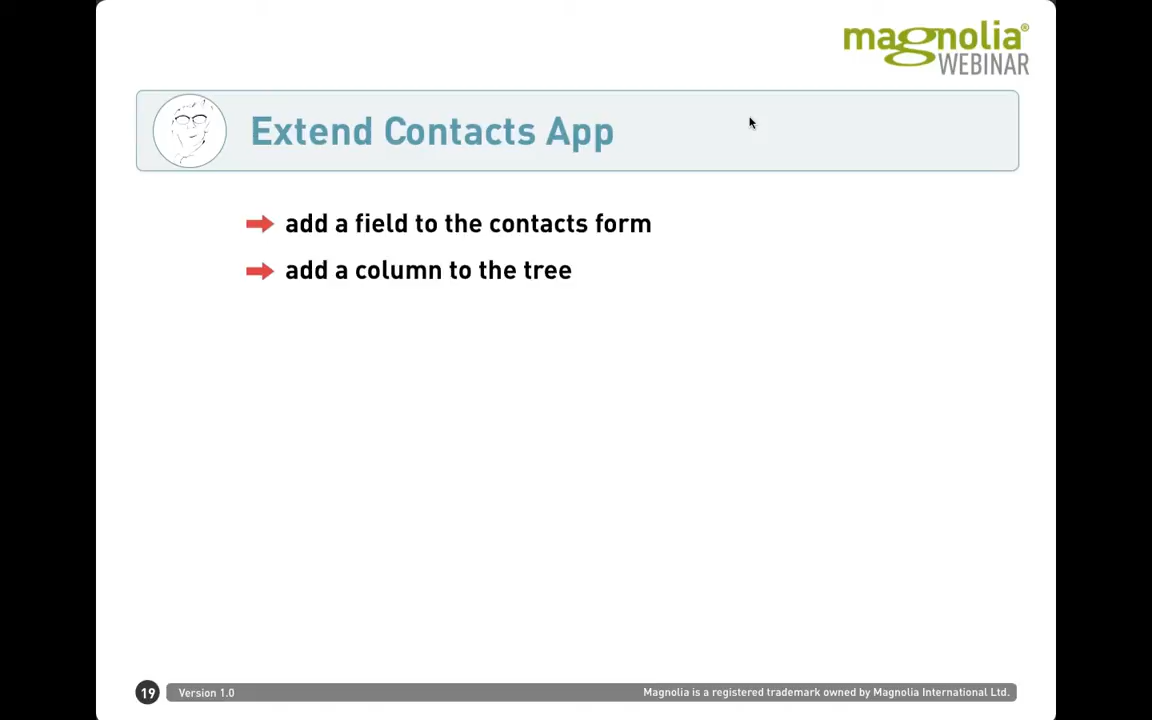 magnolia®
WEBINAR
Extend Contacts App
add a field to the contacts form
add a column to the tree
19 Version 1.0 Magnolia is a registered trademark owned by Magnolia International Ltd.